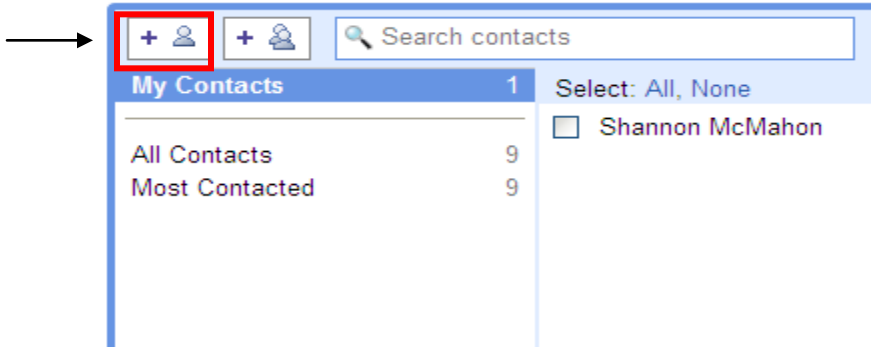 + +
Search contacts
My Contacts 1
Select: All, None
Shannon McMahon
All Contacts 9
Most Contacted 9